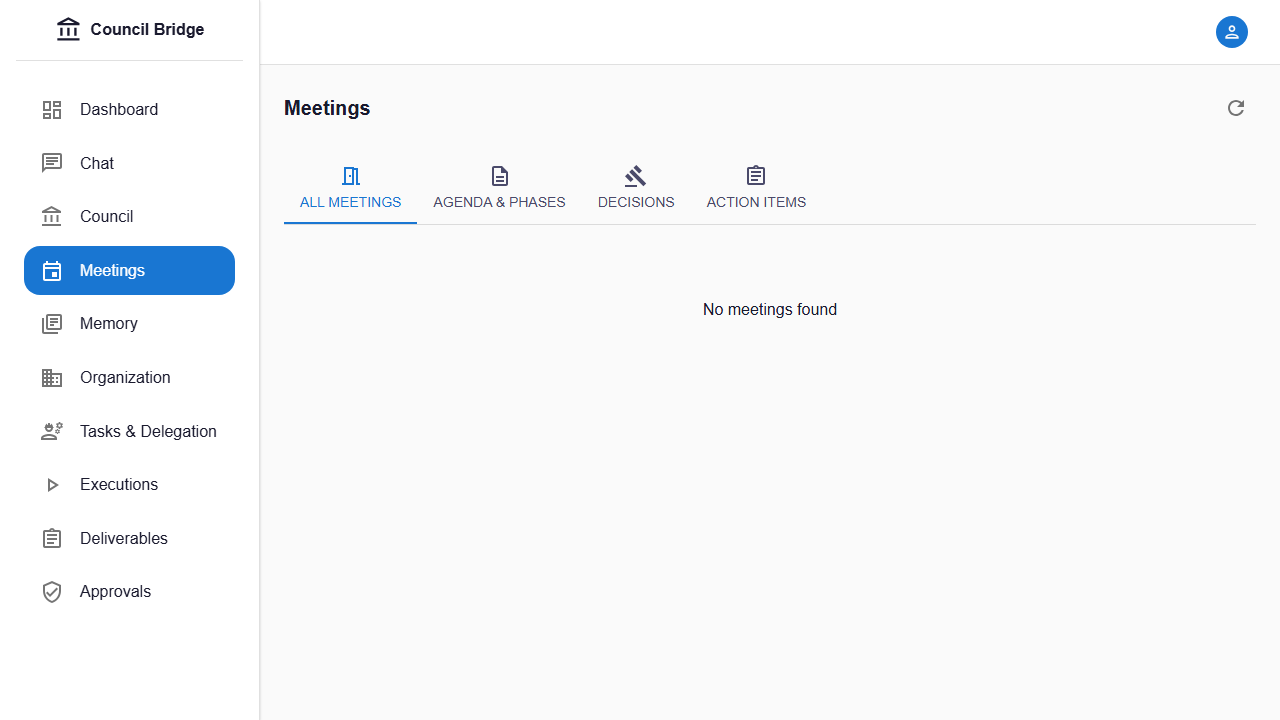 Council Bridge
Dashboard
Chat
Council
Meetings
Memory
Organization
Tasks & Delegation
Executions
Deliverables
Approvals
Meetings
ALL MEETINGS
AGENDA & PHASES
DECISIONS
ACTION ITEMS
No meetings found